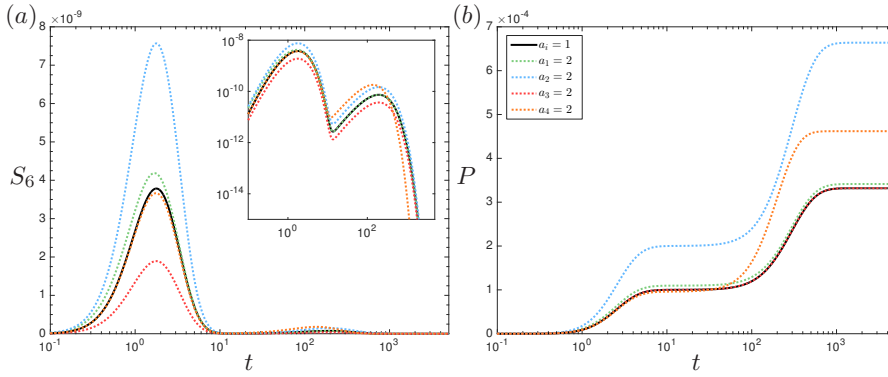 (a)
×10⁻⁹
8
7
6
5
4
3
2
1
0
S₆
10⁻¹ 10⁰ 10¹ 10² 10³
t
10⁻⁸
10⁻¹⁰
10⁻¹²
10⁻¹⁴
10⁰ 10²
(b)
×10⁻⁴
7
6
5
4
3
2
1
0
P
10⁻¹ 10⁰ 10¹ 10² 10³
t
aᵢ = 1
a₁ = 2
a₂ = 2
a₃ = 2
a₄ = 2